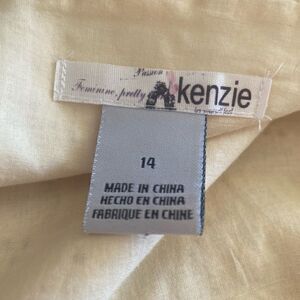 Passion
Feminine, pretty
kenzie
14
MADE IN CHINA
HECHO EN CHINA
FABRIQUE EN CHINE